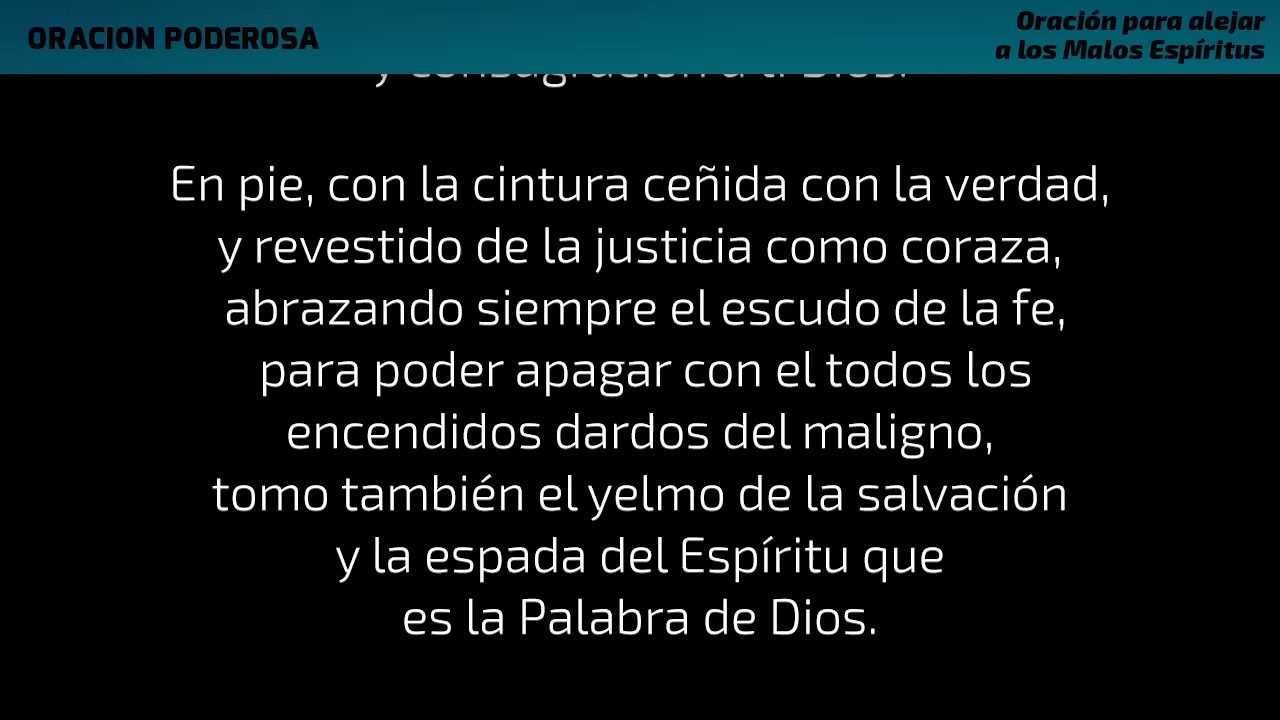 ORACION PODEROSA
Oración para alejar
a los Malos Espíritus
y consagración a ti Dios.
En pie, con la cintura ceñida con la verdad,
y revestido de la justicia como coraza,
abrazando siempre el escudo de la fe,
para poder apagar con el todos los
encendidos dardos del maligno,
tomo también el yelmo de la salvación
y la espada del Espíritu que
es la Palabra de Dios.